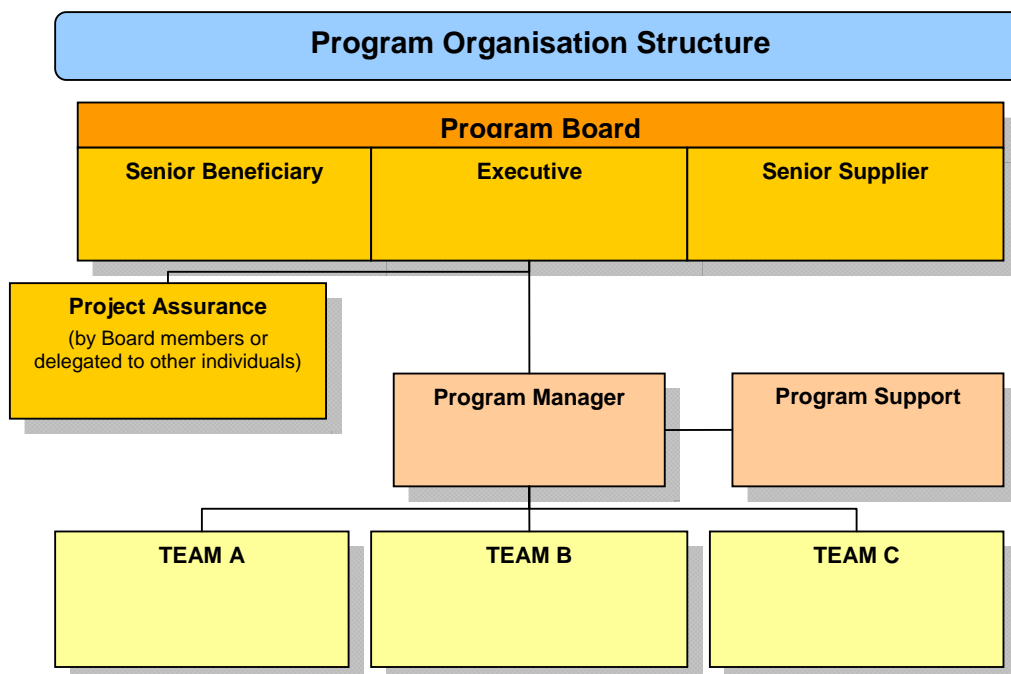 Program Organisation Structure
Program Board
Senior Beneficiary
Executive
Senior Supplier
Project Assurance
(by Board members or
delegated to other individuals)
Program Manager
Program Support
TEAM A
TEAM B
TEAM C